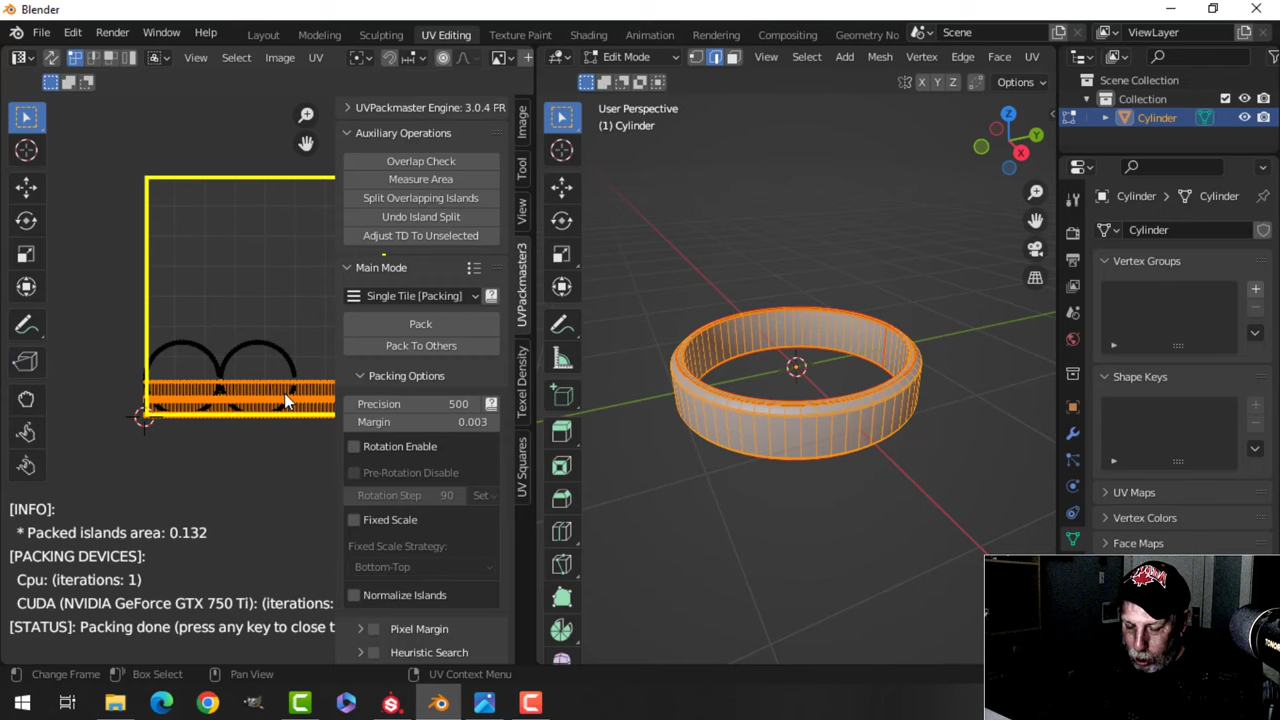 Blender
File Edit Render Window Help
Layout Modeling Sculpting UV Editing Texture Paint Shading Animation Rendering Compositing Geometry No
Scene
ViewLayer
View Select Image UV
Edit Mode
View Select Add Mesh Vertex Edge Face
X Y Z Options
UVPackmaster Engine: 3.0.4 FR
Auxiliary Operations
Overlap Check
Measure Area
Split Overlapping Islands
Undo Island Split
Adjust TD To Unselected
Main Mode
Single Tile [Packing]
Pack
Pack To Others
Packing Options
Precision 500
Margin 0.003
Rotation Enable
Pre-Rotation Disable
Rotation Step 90 Set
Fixed Scale
Fixed Scale Strategy:
Bottom-Top
Normalize Islands
Pixel Margin
Heuristic Search
Image
Tool
View
UVPackmaster3
Texel Density
UV Squares
[INFO]:
* Packed islands area: 0.132
[PACKING DEVICES]:
Cpu: (iterations: 1)
CUDA (NVIDIA GeForce GTX 750 Ti): (iterations:
[STATUS]: Packing done (press any key to close t
User Perspective
(1) Cylinder
Z
Y
X
Scene Collection
Collection
Cylinder
Cylinder Cylinder
Cylinder
Vertex Groups
Shape Keys
UV Maps
Vertex Colors
Face Maps
Change Frame Box Select Pan View UV Context Menu